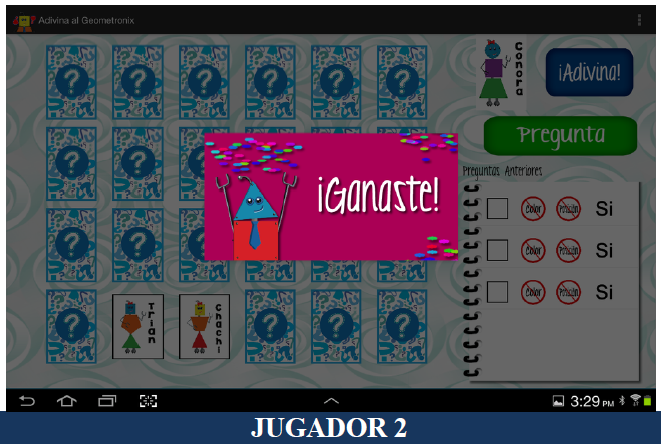 Adivina al Geometronix
Conora
¡Adivina!
Pregunta
Preguntas Anteriores
¡Ganaste!
Color Posición Si
Color Posición Si
Color Posición Si
? ? ? ? ? ?
? ? ?
? ?
? ?
? Trian Chachi ? ? ?
3:29 PM
JUGADOR 2